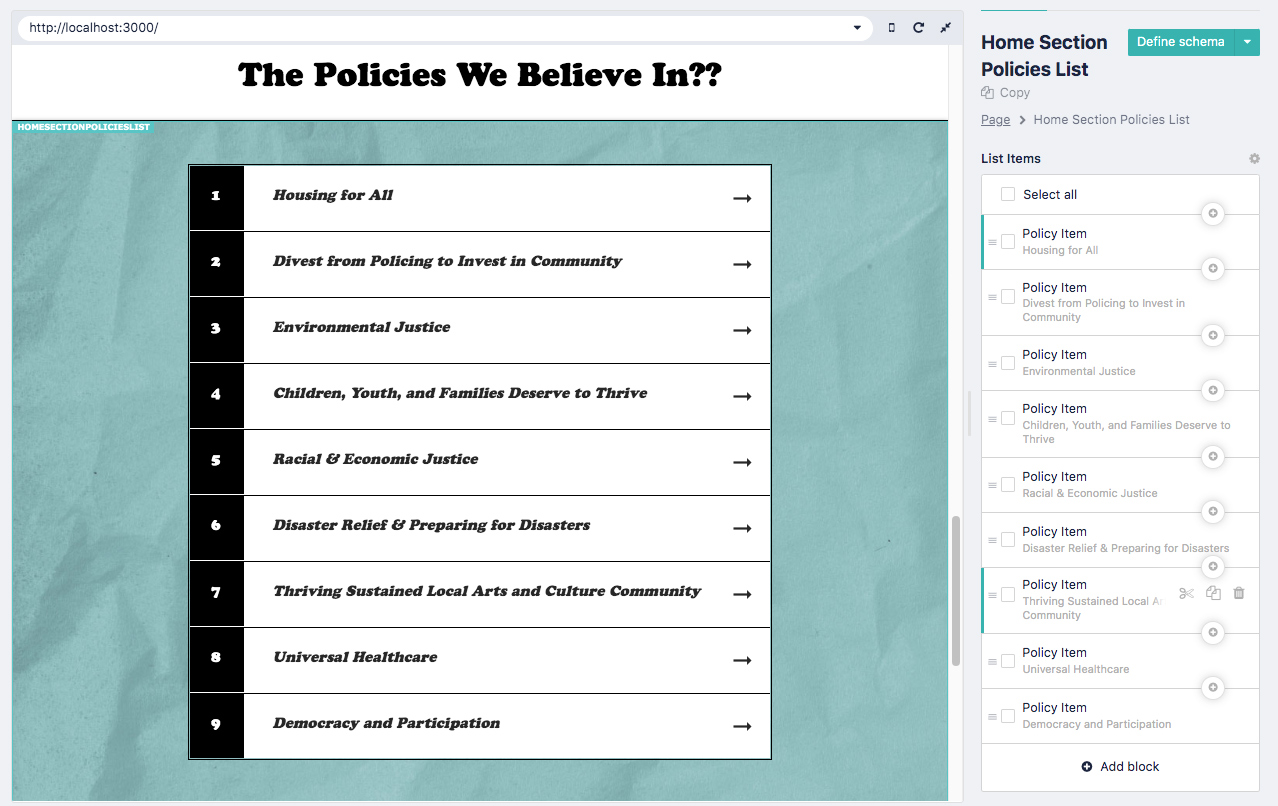 http://localhost:3000/
The Policies We Believe In??
HOMESECTIONPOLICIESLIST
1 Housing for All →
2 Divest from Policing to Invest in Community →
3 Environmental Justice →
4 Children, Youth, and Families Deserve to Thrive →
5 Racial & Economic Justice →
6 Disaster Relief & Preparing for Disasters →
7 Thriving Sustained Local Arts and Culture Community →
8 Universal Healthcare →
9 Democracy and Participation →
Home Section
Policies List
Define schema
Copy
Page > Home Section Policies List
List Items
Select all
Policy Item
Housing for All
Policy Item
Divest from Policing to Invest in
Community
Policy Item
Environmental Justice
Policy Item
Children, Youth, and Families Deserve to
Thrive
Policy Item
Racial & Economic Justice
Policy Item
Disaster Relief & Preparing for Disasters
Policy Item
Thriving Sustained Local Ar
Community
Policy Item
Universal Healthcare
Policy Item
Democracy and Participation
Add block